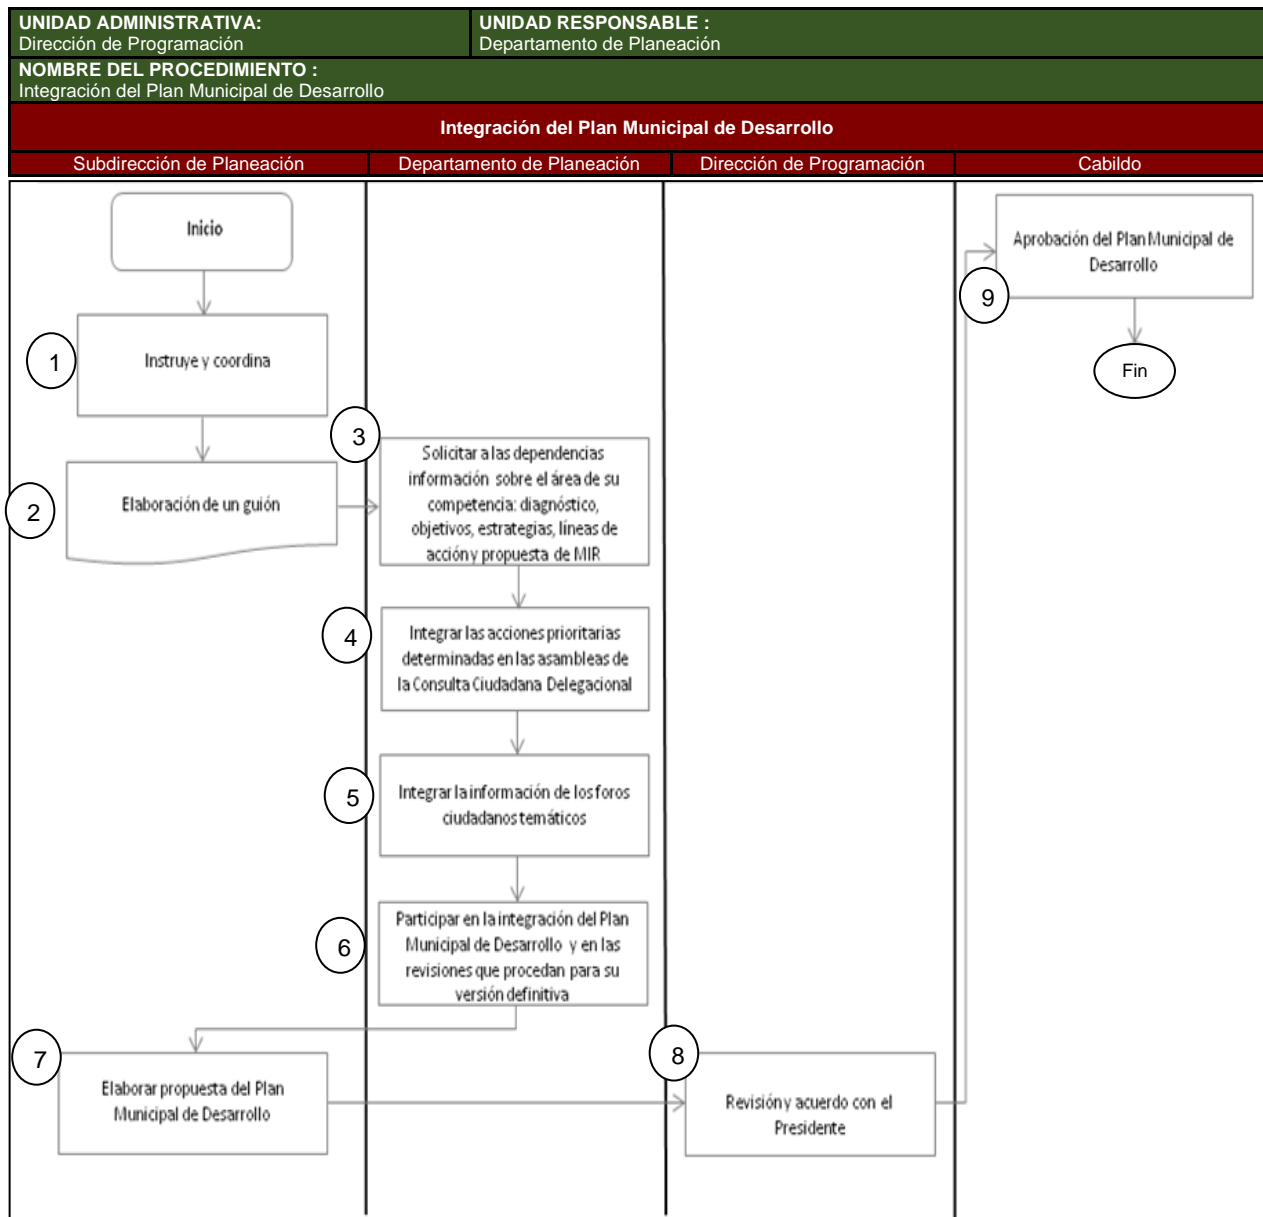 UNIDAD ADMINISTRATIVA:
Dirección de Programación
UNIDAD RESPONSABLE :
Departamento de Planeación
NOMBRE DEL PROCEDIMIENTO :
Integración del Plan Municipal de Desarrollo
Integración del Plan Municipal de Desarrollo
Subdirección de Planeación
Departamento de Planeación
Dirección de Programación
Cabildo
Inicio
1
Instruye y coordina
2
Elaboración de un guión
3
Solicitar a las dependencias
información sobre el área de su
competencia: diagnóstico,
objetivos, estrategias, líneas de
acción y propuesta de MIR
4
Integrar las acciones prioritarias
determinadas en las asambleas de
la Consulta Ciudadana Delegacional
5
Integrar la información de los foros
ciudadanos temáticos
6
Participar en la integración del Plan
Municipal de Desarrollo y en las
revisiones que procedan para su
versión definitiva
7
Elaborar propuesta del Plan
Municipal de Desarrollo
8
Revisión y acuerdo con el
Presidente
9
Aprobación del Plan Municipal de
Desarrollo
Fin